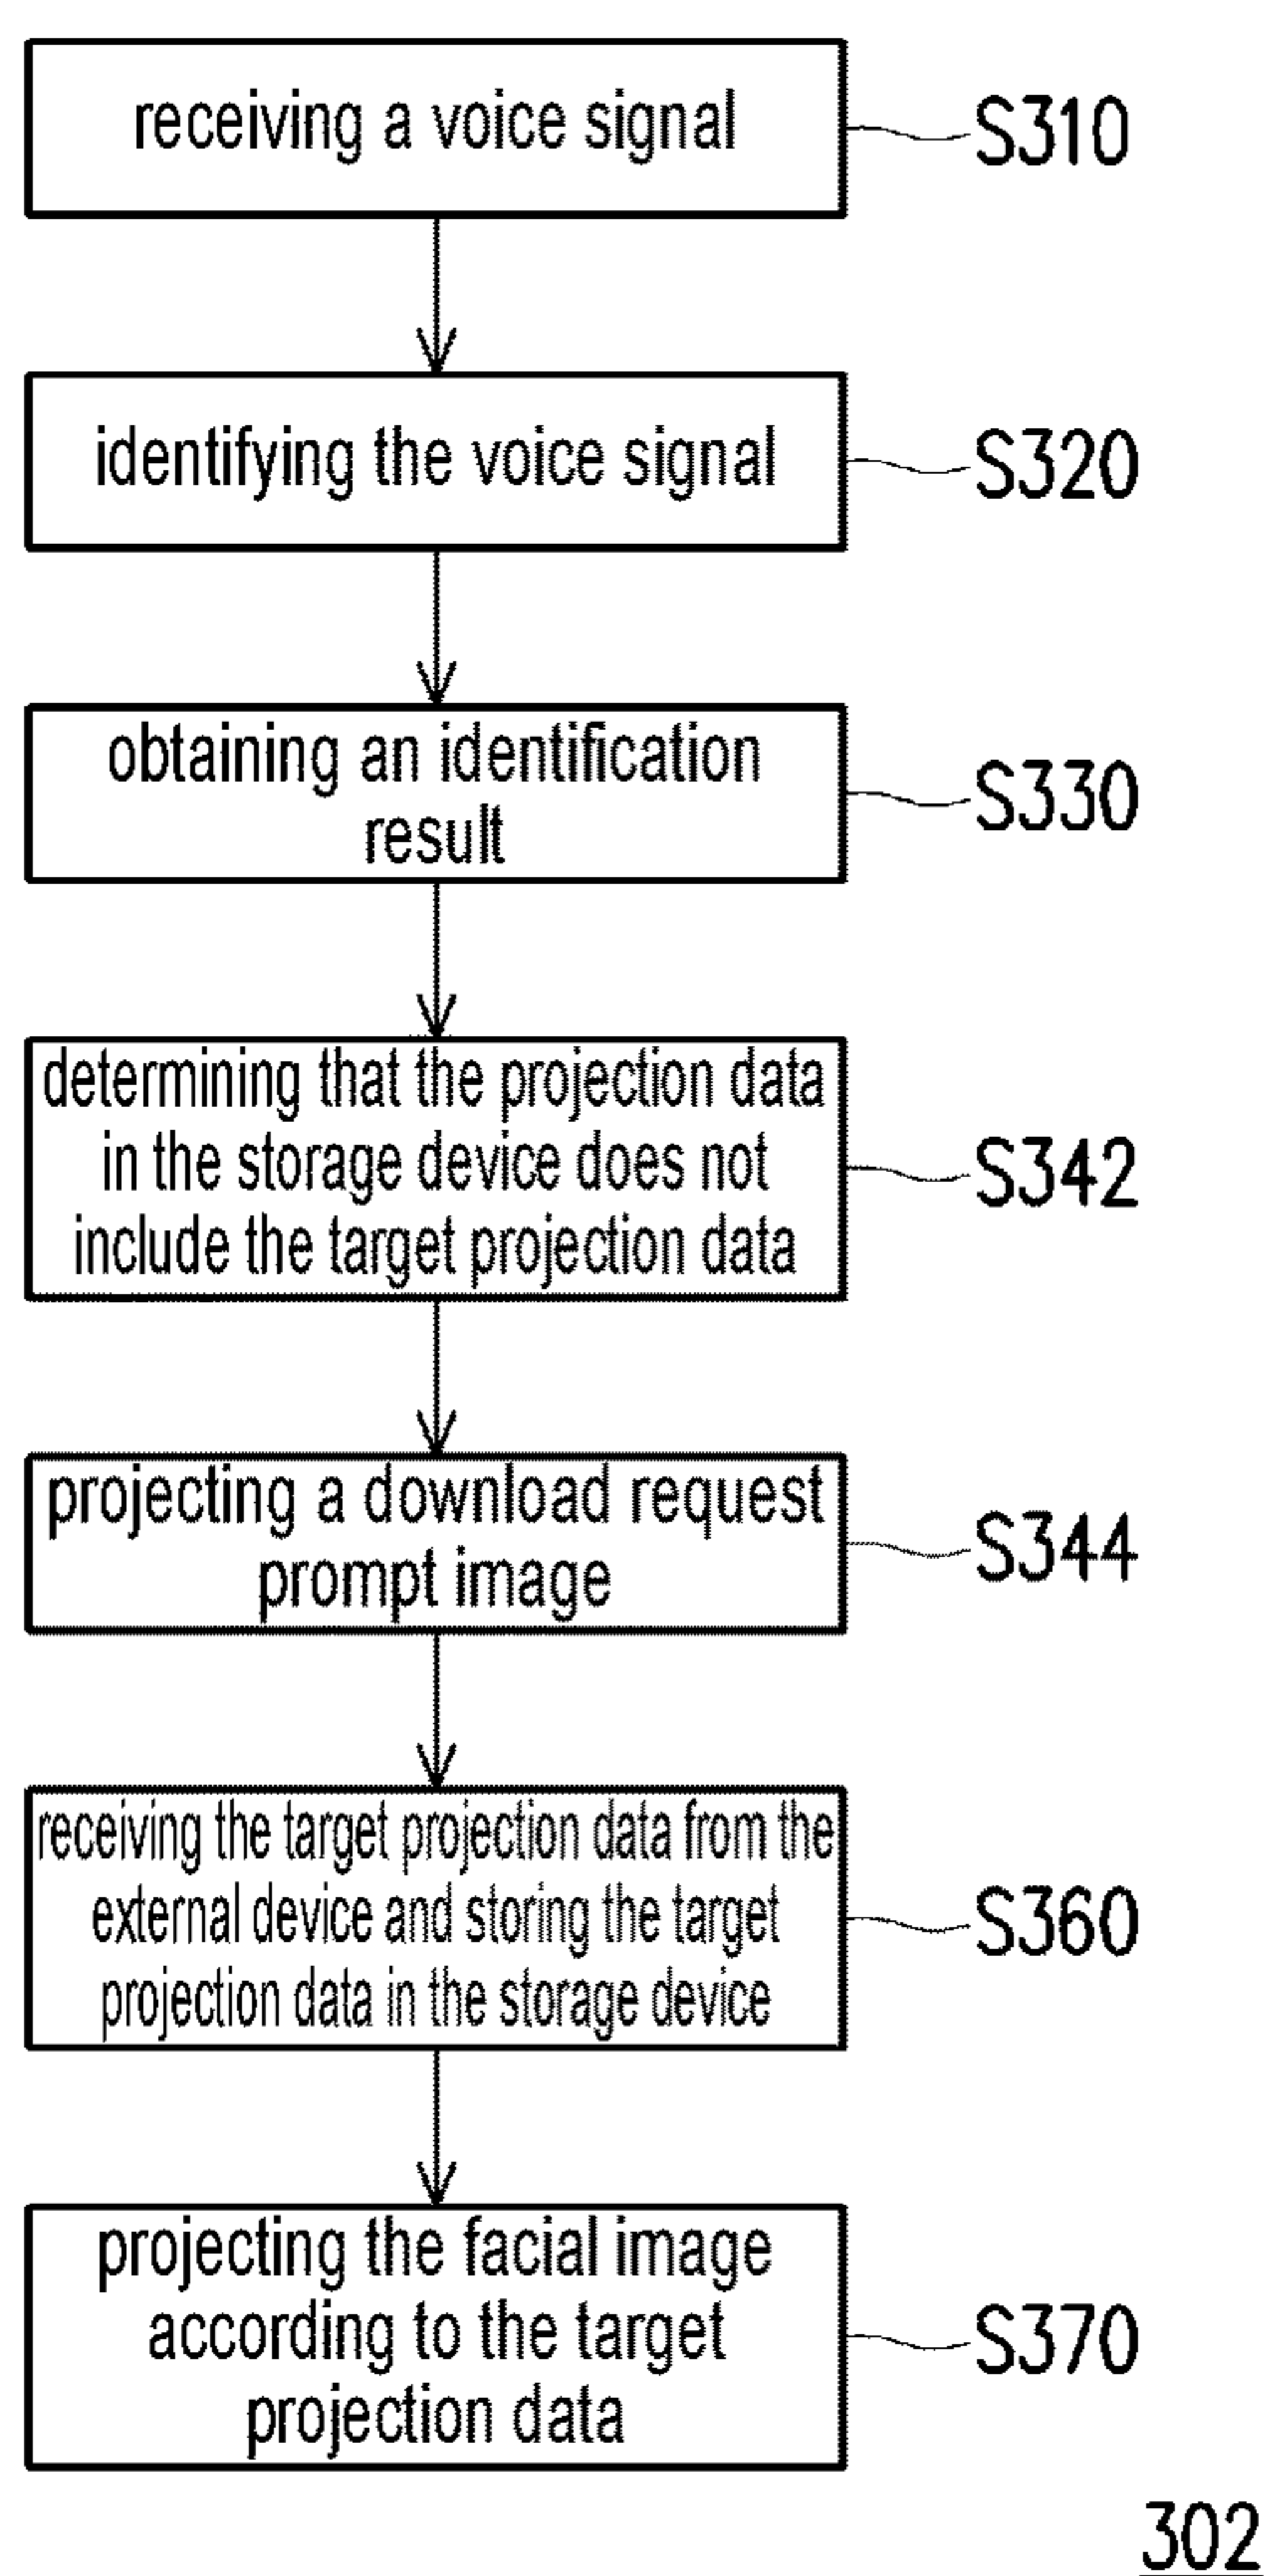 receiving a voice signal
S310
identifying the voice signal
S320
obtaining an identification
result
S330
determining that the projection data
in the storage device does not
include the target projection data
S342
projecting a download request
prompt image
S344
receiving the target projection data from the
external device and storing the target
projection data in the storage device
S360
projecting the facial image
according to the target
projection data
S370
302